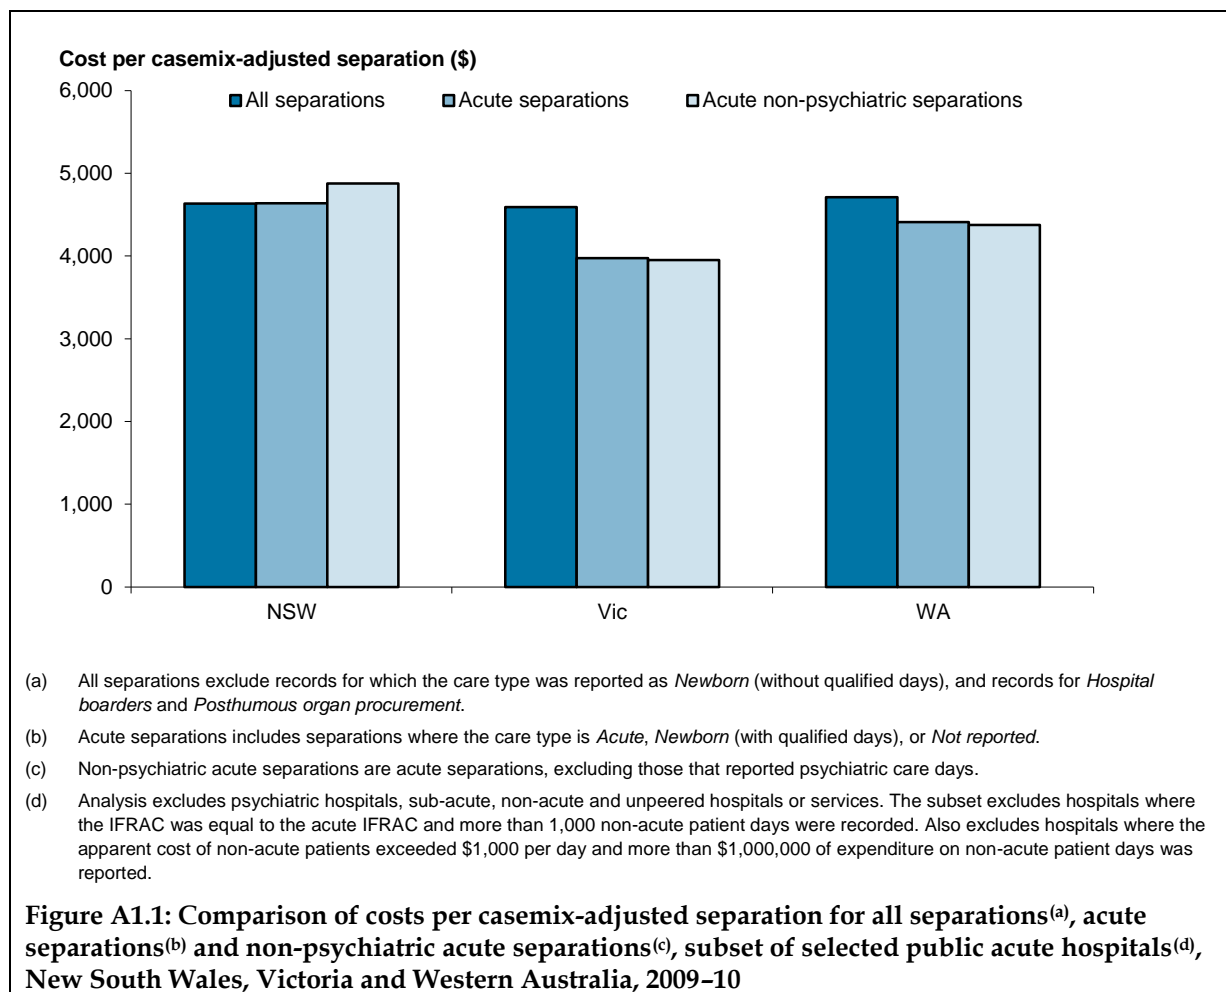 Cost per casemix-adjusted separation ($)
6,000
All separations
Acute separations
Acute non-psychiatric separations
5,000
4,000
3,000
2,000
1,000
0
NSW
Vic
WA
(a) All separations exclude records for which the care type was reported as Newborn (without qualified days), and records for Hospital
boarders and Posthumous organ procurement.
(b) Acute separations includes separations where the care type is Acute, Newborn (with qualified days), or Not reported.
(c) Non-psychiatric acute separations are acute separations, excluding those that reported psychiatric care days.
(d) Analysis excludes psychiatric hospitals, sub-acute, non-acute and unpeered hospitals or services. The subset excludes hospitals where
the IFRAC was equal to the acute IFRAC and more than 1,000 non-acute patient days were recorded. Also excludes hospitals where the
apparent cost of non-acute patients exceeded $1,000 per day and more than $1,000,000 of expenditure on non-acute patient days was
reported.
Figure A1.1: Comparison of costs per casemix-adjusted separation for all separations(a), acute
separations(b) and non-psychiatric acute separations(c), subset of selected public acute hospitals(d),
New South Wales, Victoria and Western Australia, 2009–10